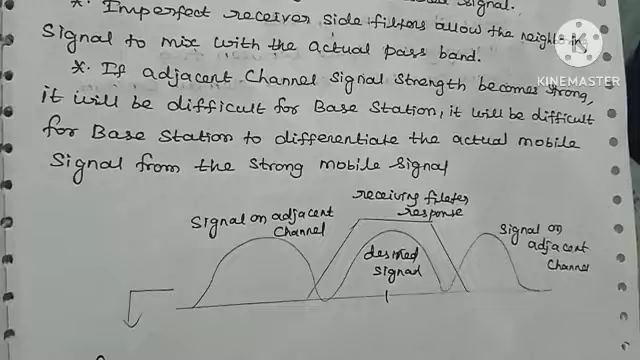 signal.
*. Imperfect receiver side filters allow the neighboring
signal to mix with the actual pass band.
*. If adjacent channel signal strength becomes strong,
it will be difficult for Base Station, it will be difficult
for Base Station to differentiate the actual mobile
signal from the strong mobile signal
receiving filter
response
signal on adjacent
channel
desired
signal
signal on
adjacent
channel
KINEMASTER